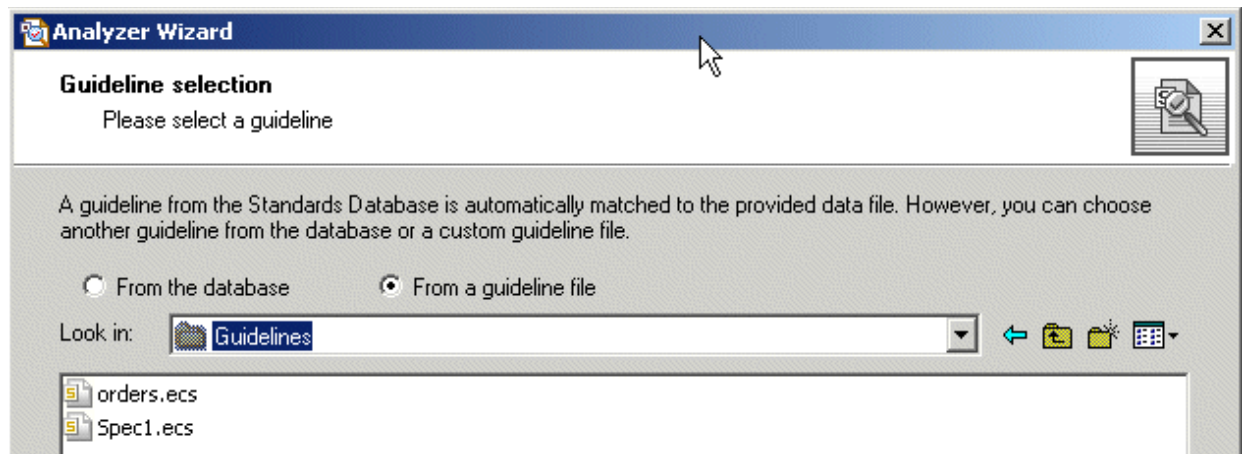 Analyzer Wizard
Guideline selection
Please select a guideline
A guideline from the Standards Database is automatically matched to the provided data file. However, you can choose
another guideline from the database or a custom guideline file.
From the database From a guideline file
Look in: Guidelines
orders.ecs
Spec1.ecs